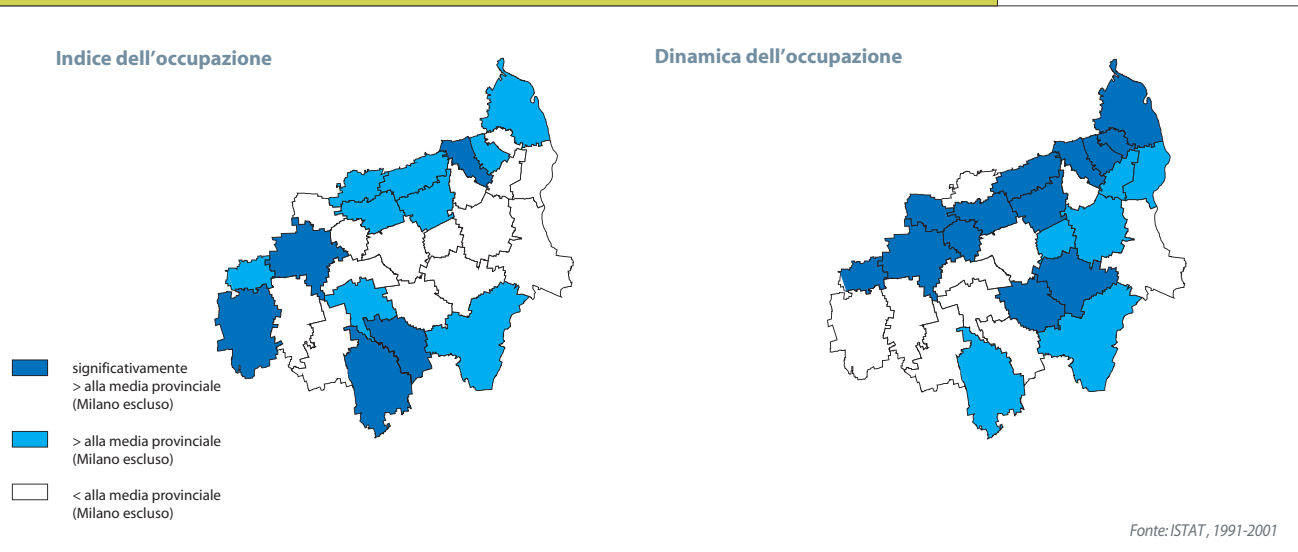 Indice dell'occupazione
Dinamica dell'occupazione
significativamente
> alla media provinciale
(Milano escluso)
> alla media provinciale
(Milano escluso)
< alla media provinciale
(Milano escluso)
Fonte: ISTAT, 1991-2001